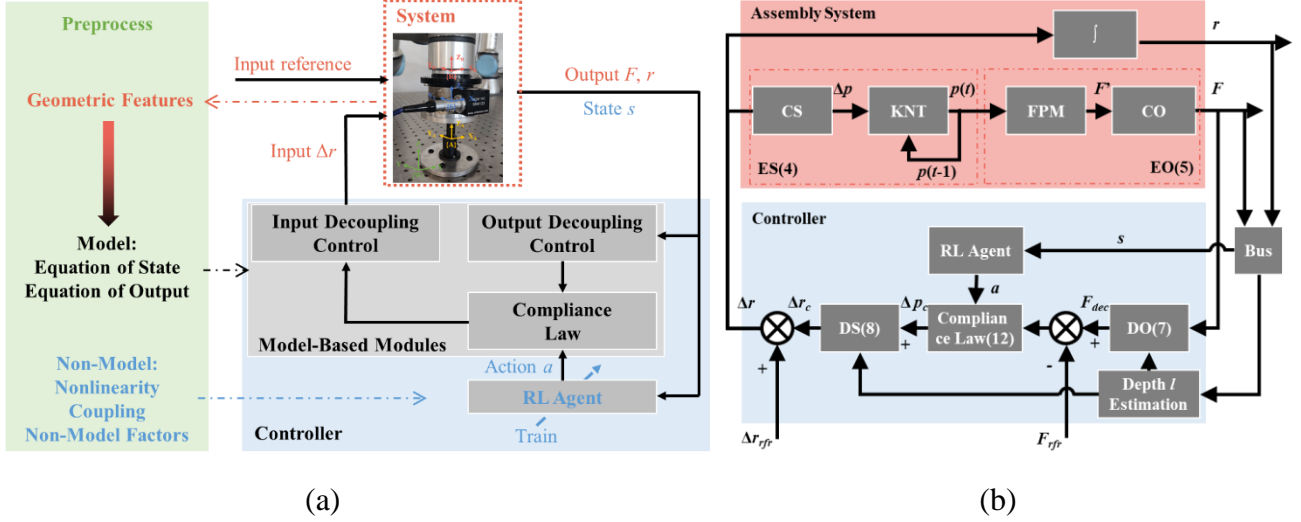 Preprocess
Geometric Features
Model:
Equation of State
Equation of Output
Non-Model:
Nonlinearity
Coupling
Non-Model Factors
System
Input reference
Output F, r
State s
Input Δr
Input Decoupling
Control
Output Decoupling
Control
Compliance
Law
Model-Based Modules
Action a
RL Agent
Train
Controller
(a)
Assembly System
∫
r
CS
Δp
KNT
p(t)
FPM
F'
CO
F
p(t-1)
ES(4)
EO(5)
Controller
RL Agent
s
Bus
a
Δr
Δr_c
DS(8)
Δp_c
Complian
ce Law(12)
F_dec
DO(7)
+
+
+
-
Depth l
Estimation
Δr_rfr
F_rfr
(b)